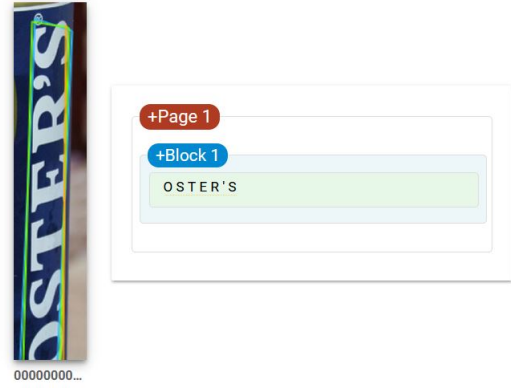 OSTER'S®
+Page 1
+Block 1
OSTER'S
00000000...